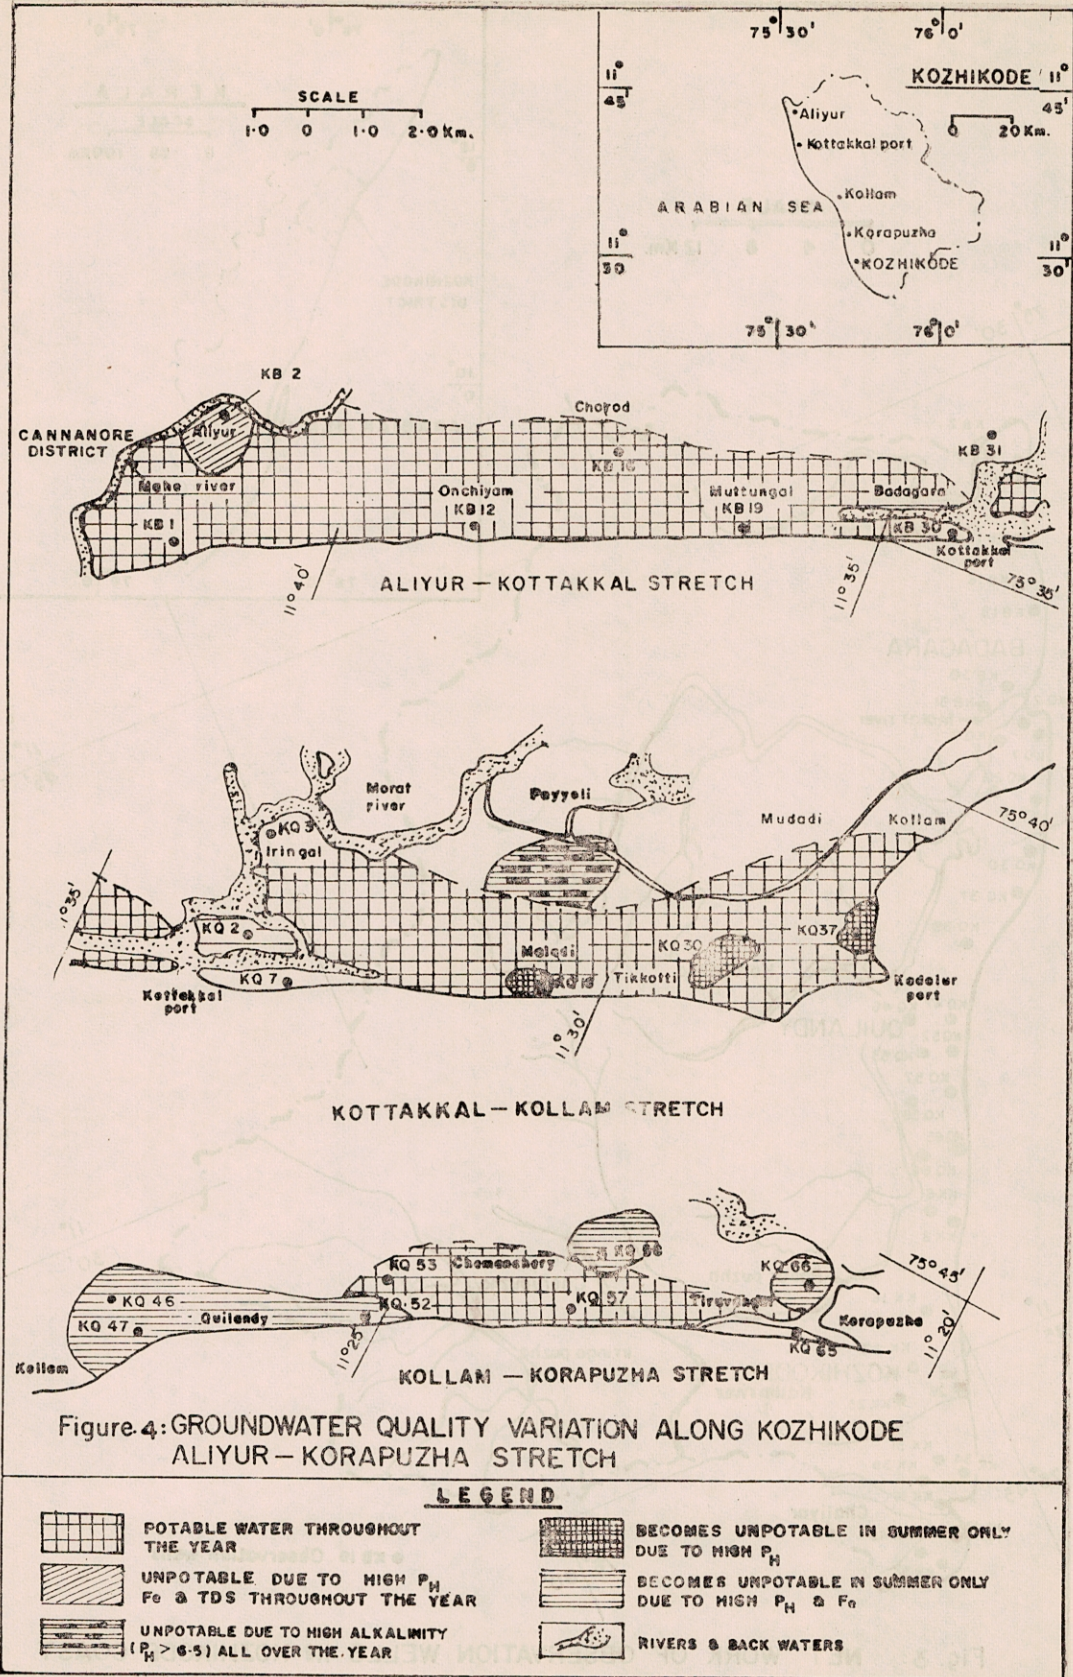 SCALE
1·0 0 1·0 2·0 Km.
75° 30' 76° 0'
KOZHIKODE
11° 45'
11° 45'
0 20 Km.
Aliyur
Kottakkal port
Kollam
ARABIAN SEA
Korapuzha
KOZHIKODE
11° 30
11° 30'
75° 30' 76° 0'
KB 2
CANNANORE
DISTRICT
Aliyur
Mahe river
KB 1
Chorod
KB 16
Onchiyam
KB 12
Muttungal
KB 19
Badagara
KB 31
KB 30
Kottakkal
port
11° 40'
11° 35'
75° 35'
ALIYUR – KOTTAKKAL STRETCH
Morat
river
Payyoli
Mudadi
Kollam
75° 40'
KQ 3
Iringal
11° 35'
KQ 2
KQ 7
Kottakkal
port
Meladi
KQ 30
Tikkotti
KQ 37
Kadalur
port
11° 30'
KOTTAKKAL – KOLLAM STRETCH
KQ 53
Chemanchery
KQ 66
75° 45'
KQ 46
KQ 47
Quilandy
KQ 52
KQ 57
Korapuzha
KQ 65
Kollam
11° 25'
11° 20'
KOLLAM – KORAPUZHA STRETCH
Figure.4: GROUNDWATER QUALITY VARIATION ALONG KOZHIKODE
ALIYUR – KORAPUZHA STRETCH
LEGEND
POTABLE WATER THROUGHOUT
THE YEAR
UNPOTABLE DUE TO HIGH PH
Fe & TDS THROUGHOUT THE YEAR
UNPOTABLE DUE TO HIGH ALKALINITY
(PH > 6·5) ALL OVER THE YEAR
BECOMES UNPOTABLE IN SUMMER ONLY
DUE TO HIGH PH
BECOMES UNPOTABLE IN SUMMER ONLY
DUE TO HIGH PH & Fe
RIVERS & BACK WATERS